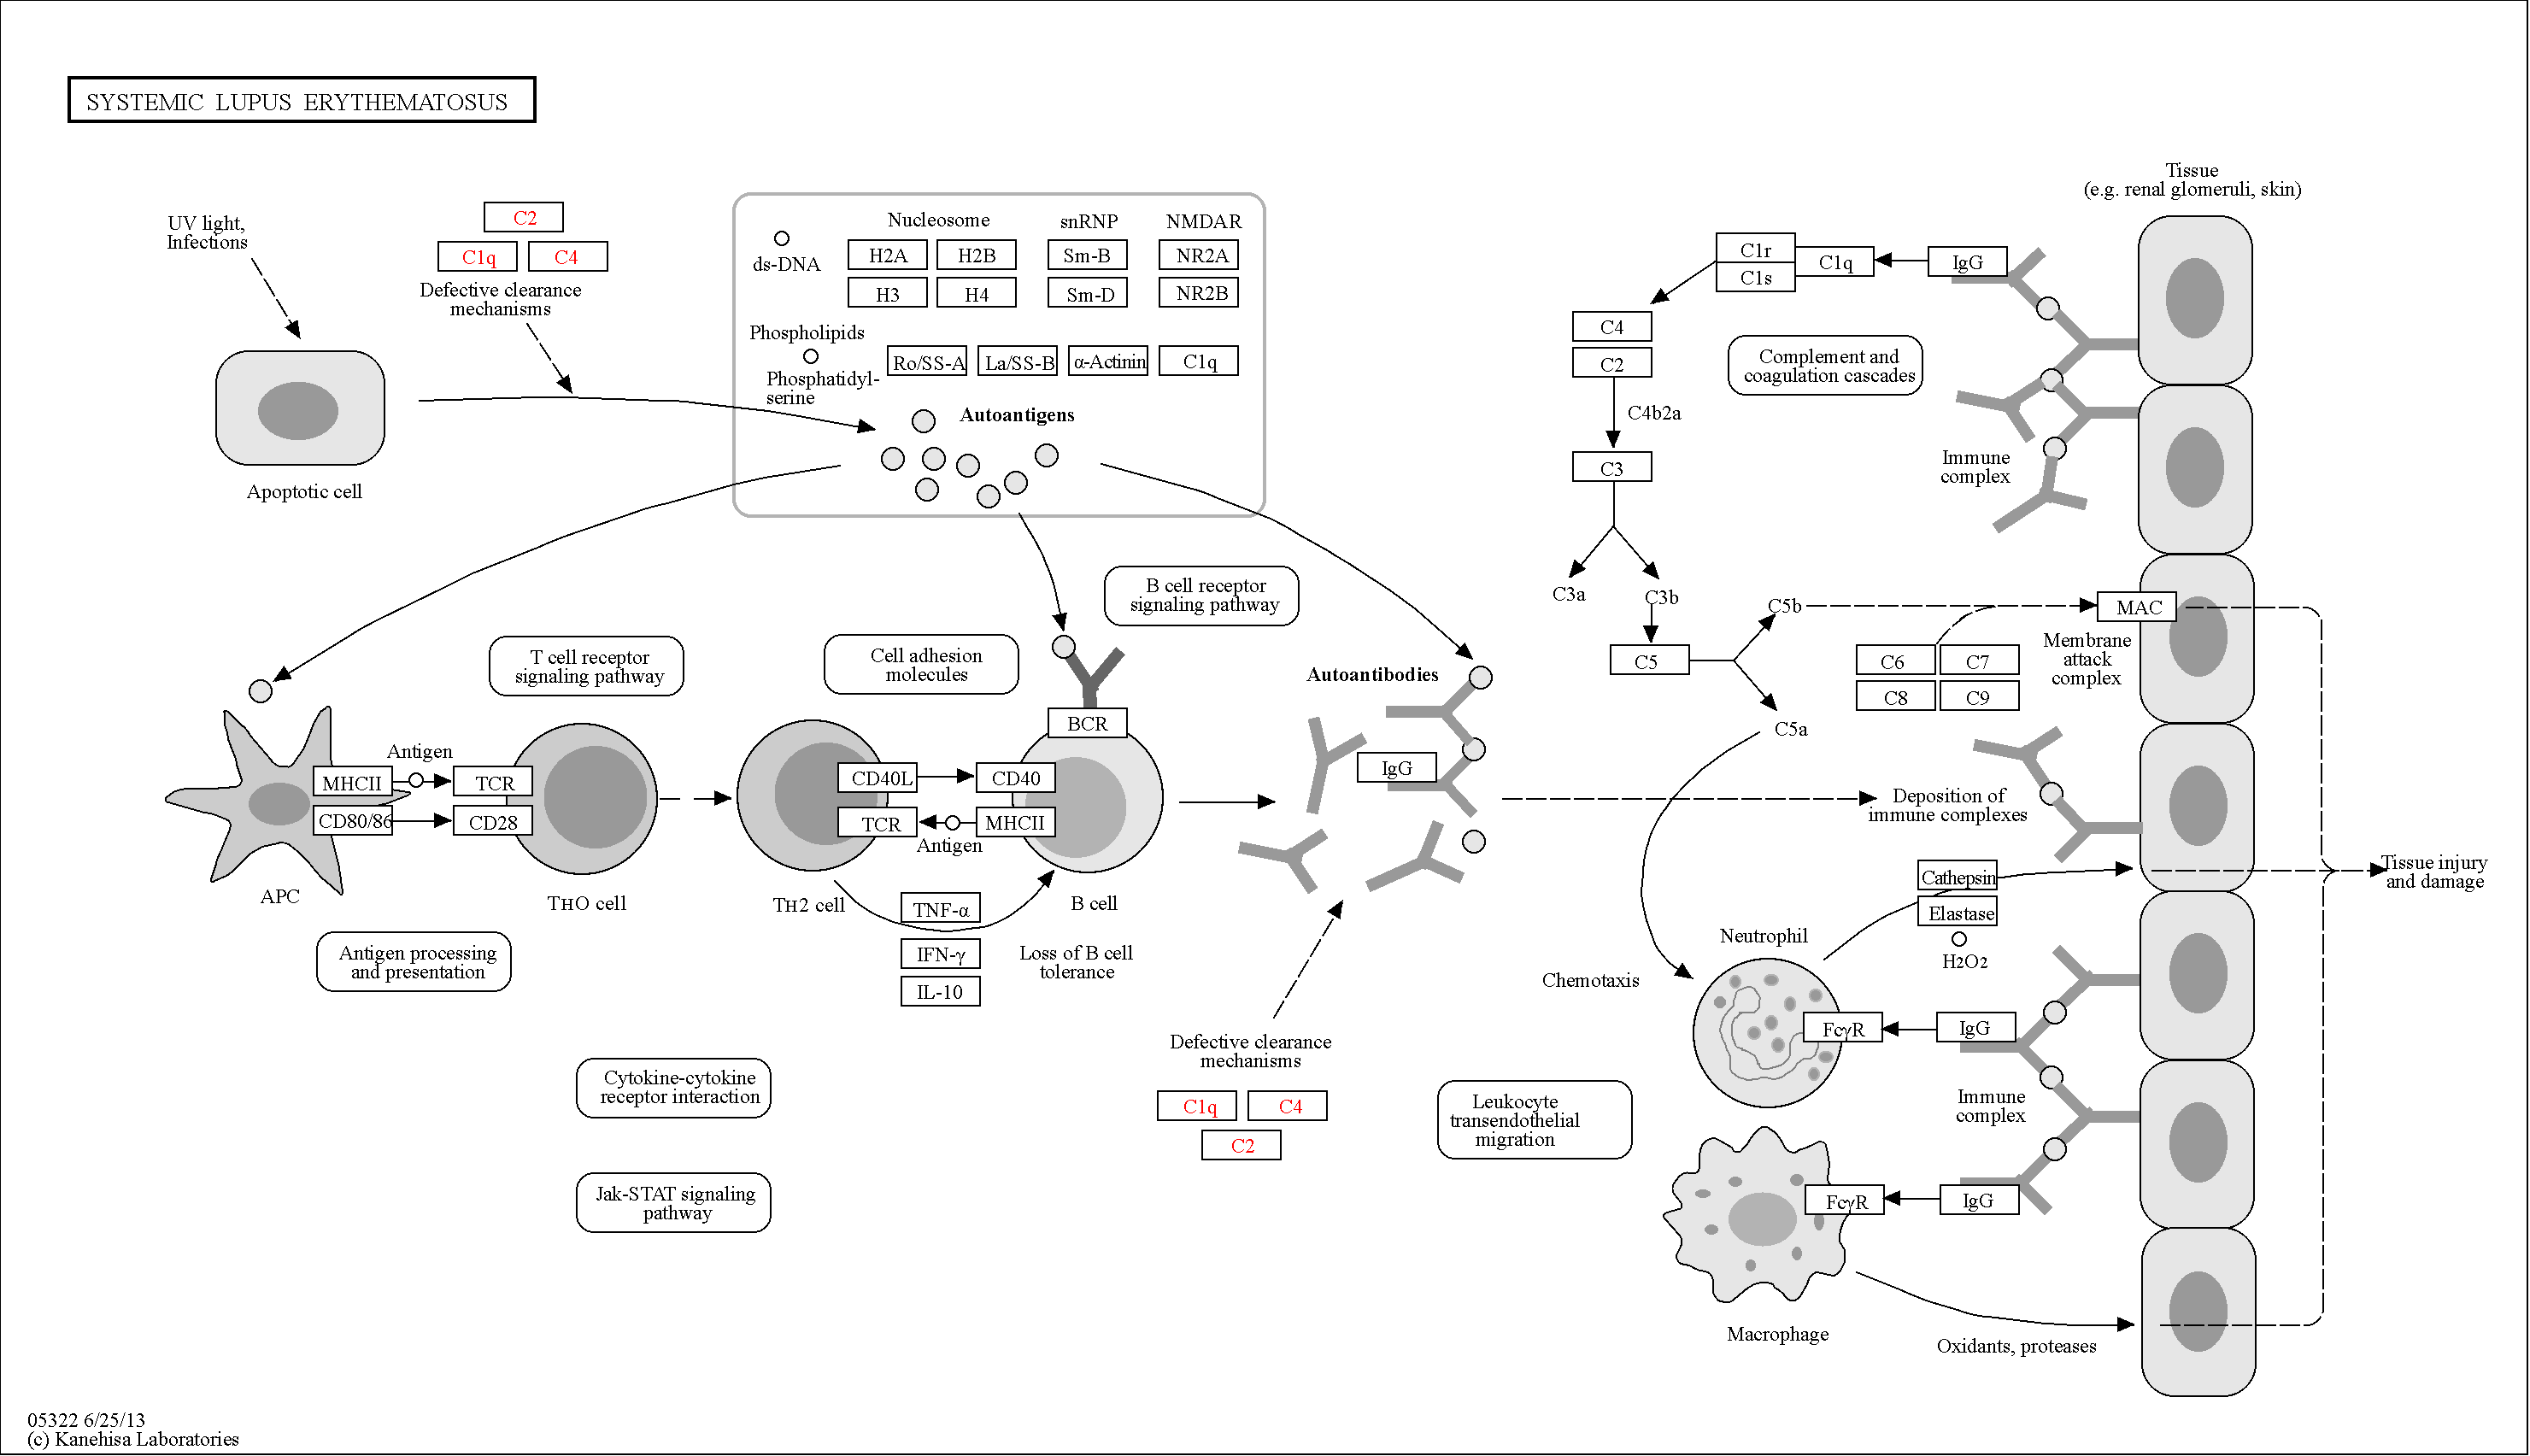 SYSTEMIC LUPUS ERYTHEMATOSUS
UV light,
Infections
C2
C1q
C4
Defective clearance
mechanisms
Apoptotic cell
Nucleosome
snRNP
NMDAR
ds-DNA
H2A
H2B
Sm-B
NR2A
H3
H4
Sm-D
NR2B
Phospholipids
Phosphatidyl-
serine
Ro/SS-A
La/SS-B
α-Actinin
C1q
Autoantigens
Tissue
(e.g. renal glomeruli, skin)
C1r
C1s
C1q
IgG
C4
C2
C4b2a
C3
C3a
C3b
C5
C5b
C5a
Complement and
coagulation cascades
Immune
complex
MAC
Membrane
attack
complex
C6
C7
C8
C9
B cell receptor
signaling pathway
T cell receptor
signaling pathway
Cell adhesion
molecules
BCR
Antigen
MHCII
TCR
CD80/86
CD28
APC
TH0 cell
CD40L
CD40
TCR
MHCII
Antigen
TH2 cell
B cell
TNF-α
IFN-γ
IL-10
Loss of B cell
tolerance
Antigen processing
and presentation
Cytokine-cytokine
receptor interaction
Jak-STAT signaling
pathway
Autoantibodies
IgG
Defective clearance
mechanisms
C1q
C4
C2
Deposition of
immune complexes
Cathepsin
Elastase
H2O2
Tissue injury
and damage
Neutrophil
Chemotaxis
FcγR
IgG
Immune
complex
Leukocyte
transendothelial
migration
FcγR
IgG
Macrophage
Oxidants, proteases
05322 6/25/13
(c) Kanehisa Laboratories